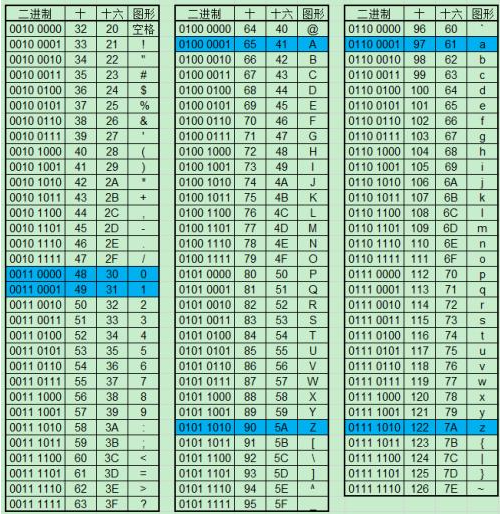 二进制 十 十六 图形
0010 0000 32 20 空格
0010 0001 33 21 !
0010 0010 34 22 "
0010 0011 35 23 #
0010 0100 36 24 $
0010 0101 37 25 %
0010 0110 38 26 &
0010 0111 39 27 '
0010 1000 40 28 (
0010 1001 41 29 )
0010 1010 42 2A *
0010 1011 43 2B +
0010 1100 44 2C ,
0010 1101 45 2D -
0010 1110 46 2E .
0010 1111 47 2F /
0011 0000 48 30 0
0011 0001 49 31 1
0011 0010 50 32 2
0011 0011 51 33 3
0011 0100 52 34 4
0011 0101 53 35 5
0011 0110 54 36 6
0011 0111 55 37 7
0011 1000 56 38 8
0011 1001 57 39 9
0011 1010 58 3A :
0011 1011 59 3B ;
0011 1100 60 3C <
0011 1101 61 3D =
0011 1110 62 3E >
0011 1111 63 3F ?
二进制 十 十六 图形
0100 0000 64 40 @
0100 0001 65 41 A
0100 0010 66 42 B
0100 0011 67 43 C
0100 0100 68 44 D
0100 0101 69 45 E
0100 0110 70 46 F
0100 0111 71 47 G
0100 1000 72 48 H
0100 1001 73 49 I
0100 1010 74 4A J
0100 1011 75 4B K
0100 1100 76 4C L
0100 1101 77 4D M
0100 1110 78 4E N
0100 1111 79 4F O
0101 0000 80 50 P
0101 0001 81 51 Q
0101 0010 82 52 R
0101 0011 83 53 S
0101 0100 84 54 T
0101 0101 85 55 U
0101 0110 86 56 V
0101 0111 87 57 W
0101 1000 88 58 X
0101 1001 89 59 Y
0101 1010 90 5A Z
0101 1011 91 5B [
0101 1100 92 5C \
0101 1101 93 5D ]
0101 1110 94 5E ^
0101 1111 95 5F _
二进制 十 十六 图形
0110 0000 96 60 `
0110 0001 97 61 a
0110 0010 98 62 b
0110 0011 99 63 c
0110 0100 100 64 d
0110 0101 101 65 e
0110 0110 102 66 f
0110 0111 103 67 g
0110 1000 104 68 h
0110 1001 105 69 i
0110 1010 106 6A j
0110 1011 107 6B k
0110 1100 108 6C l
0110 1101 109 6D m
0110 1110 110 6E n
0110 1111 111 6F o
0111 0000 112 70 p
0111 0001 113 71 q
0111 0010 114 72 r
0111 0011 115 73 s
0111 0100 116 74 t
0111 0101 117 75 u
0111 0110 118 76 v
0111 0111 119 77 w
0111 1000 120 78 x
0111 1001 121 79 y
0111 1010 122 7A z
0111 1011 123 7B {
0111 1100 124 7C |
0111 1101 125 7D }
0111 1110 126 7E ~